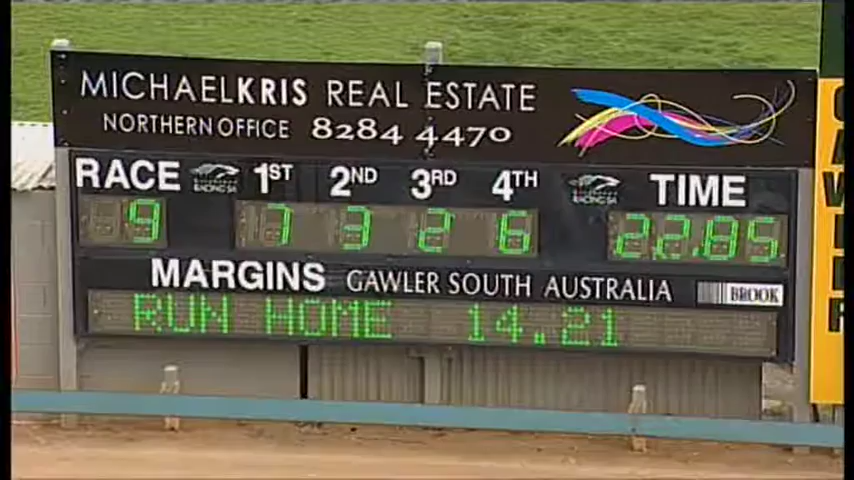 MICHAELKRIS REAL ESTATE
NORTHERN OFFICE 8284 4470
RACE 1ST 2ND 3RD 4TH TIME
9 7 3 2 6 22.85
MARGINS GAWLER SOUTH AUSTRALIA BROOK
RUN HOME 14.21